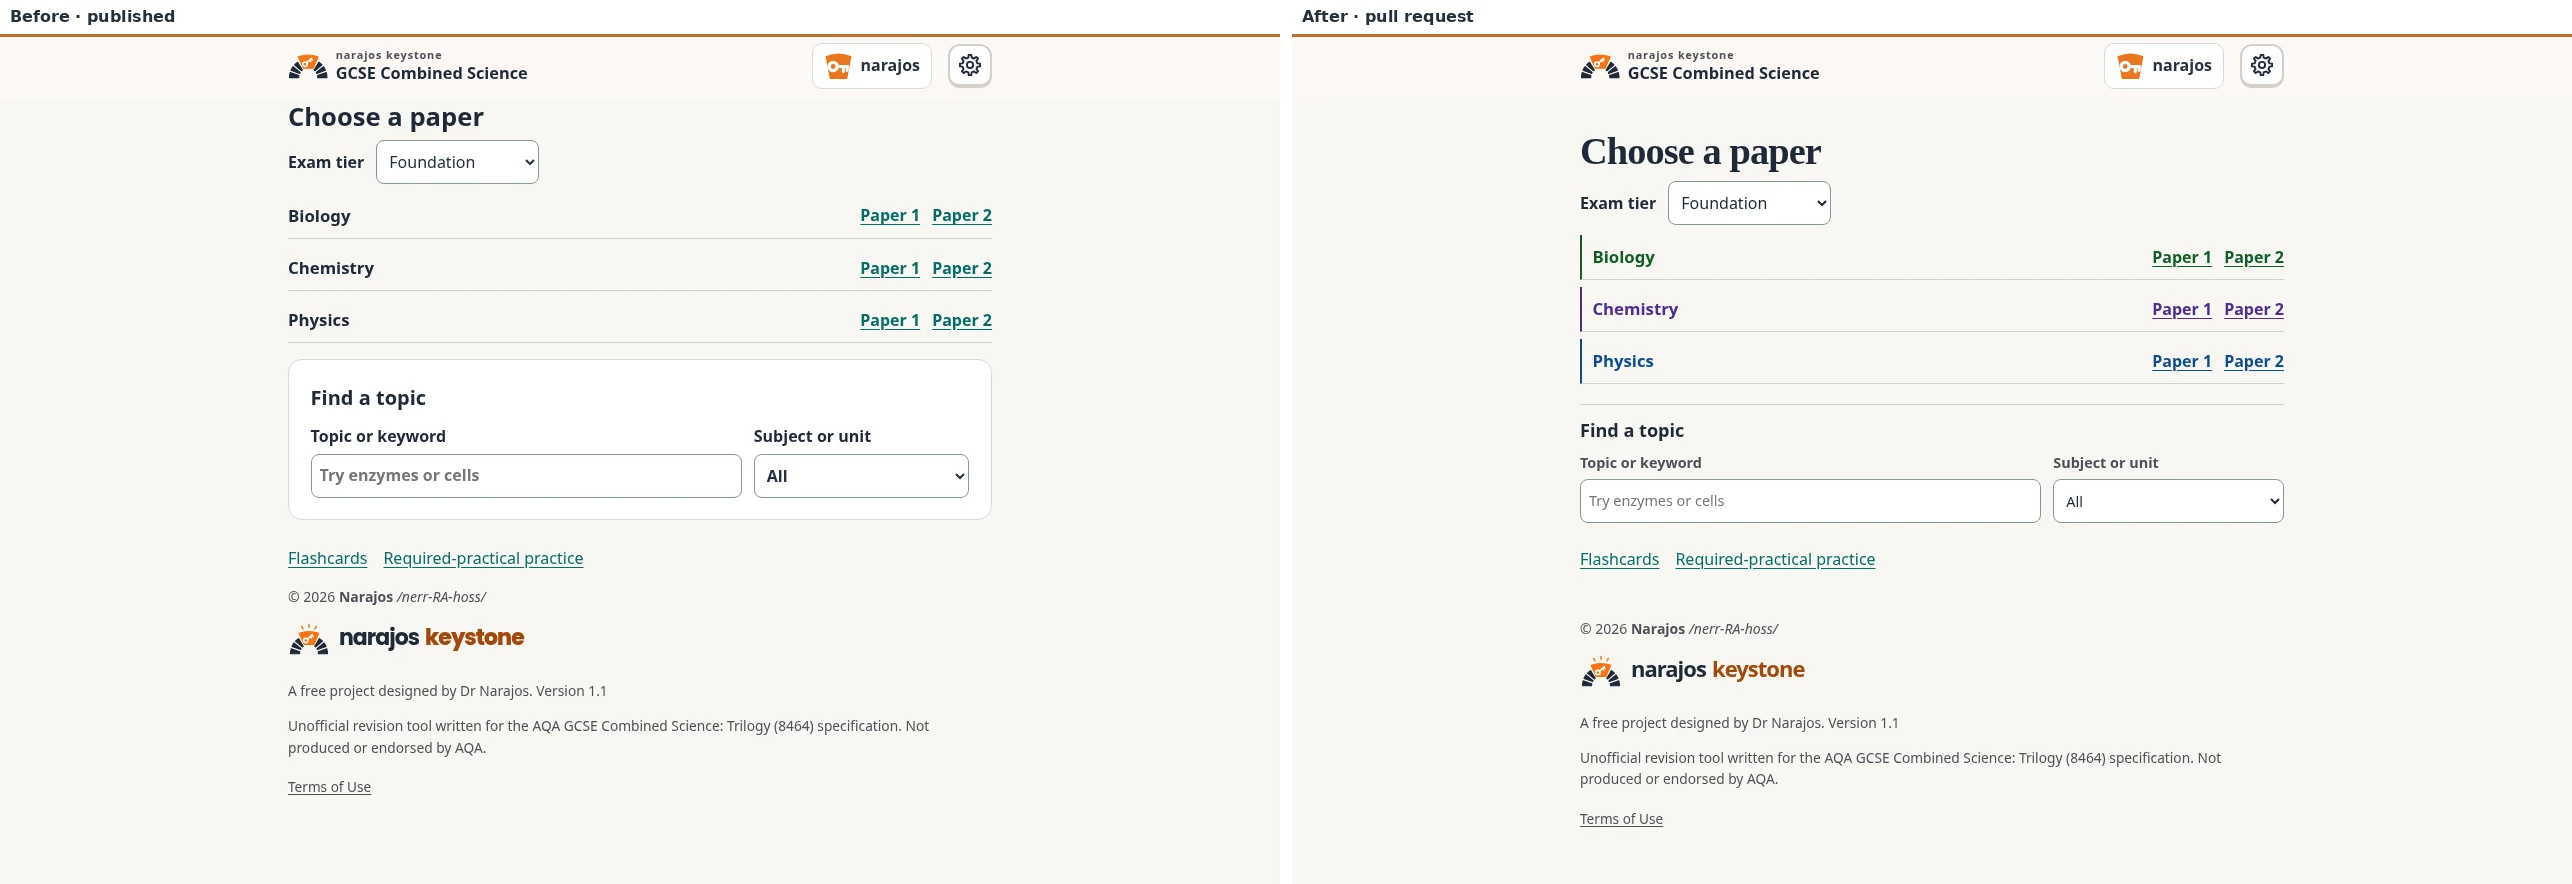 Before · published
narajos keystone
GCSE Combined Science
narajos
Choose a paper
Exam tier Foundation
Biology Paper 1 Paper 2
Chemistry Paper 1 Paper 2
Physics Paper 1 Paper 2
Find a topic
Topic or keyword Subject or unit
Try enzymes or cells All
Flashcards Required-practical practice
© 2026 Narajos /nerr-RA-hoss/
narajos keystone
A free project designed by Dr Narajos. Version 1.1
Unofficial revision tool written for the AQA GCSE Combined Science: Trilogy (8464) specification. Not
produced or endorsed by AQA.
Terms of Use
After · pull request
narajos keystone
GCSE Combined Science
narajos
Choose a paper
Exam tier Foundation
Biology Paper 1 Paper 2
Chemistry Paper 1 Paper 2
Physics Paper 1 Paper 2
Find a topic
Topic or keyword Subject or unit
Try enzymes or cells All
Flashcards Required-practical practice
© 2026 Narajos /nerr-RA-hoss/
narajos keystone
A free project designed by Dr Narajos. Version 1.1
Unofficial revision tool written for the AQA GCSE Combined Science: Trilogy (8464) specification. Not
produced or endorsed by AQA.
Terms of Use